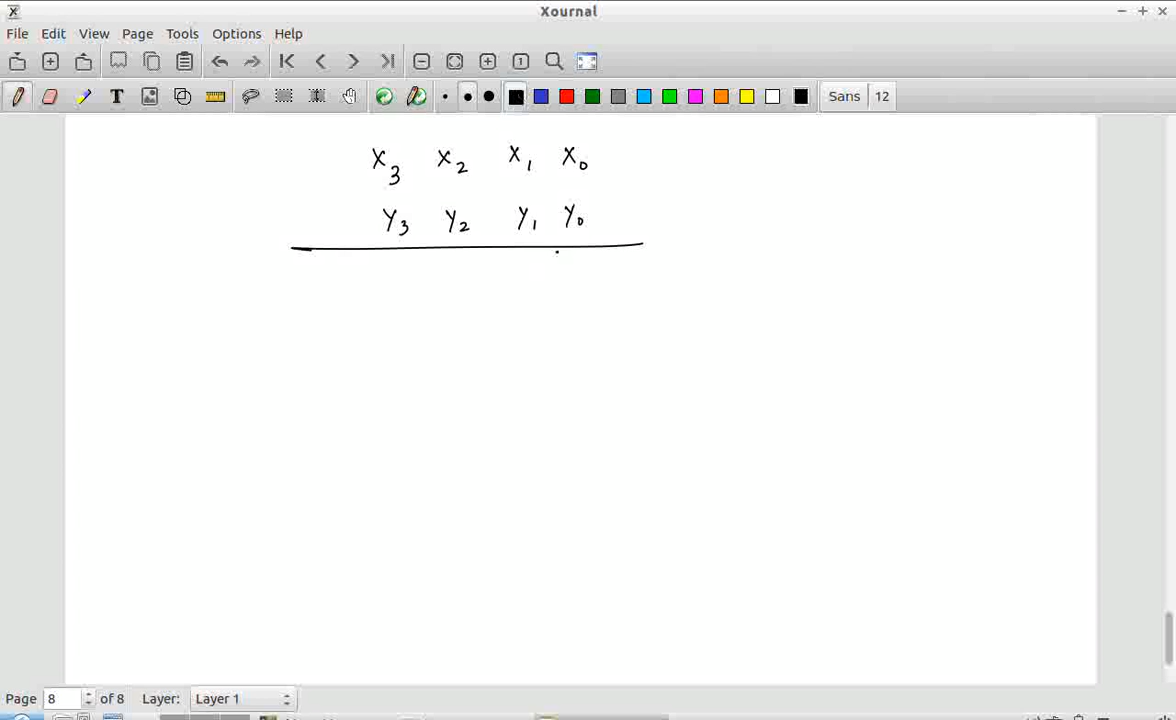 Xournal
File Edit View Page Tools Options Help
T Sans 12
X₃ X₂ X₁ X₀
Y₃ Y₂ Y₁ Y₀
Page 8 of 8 Layer: Layer 1